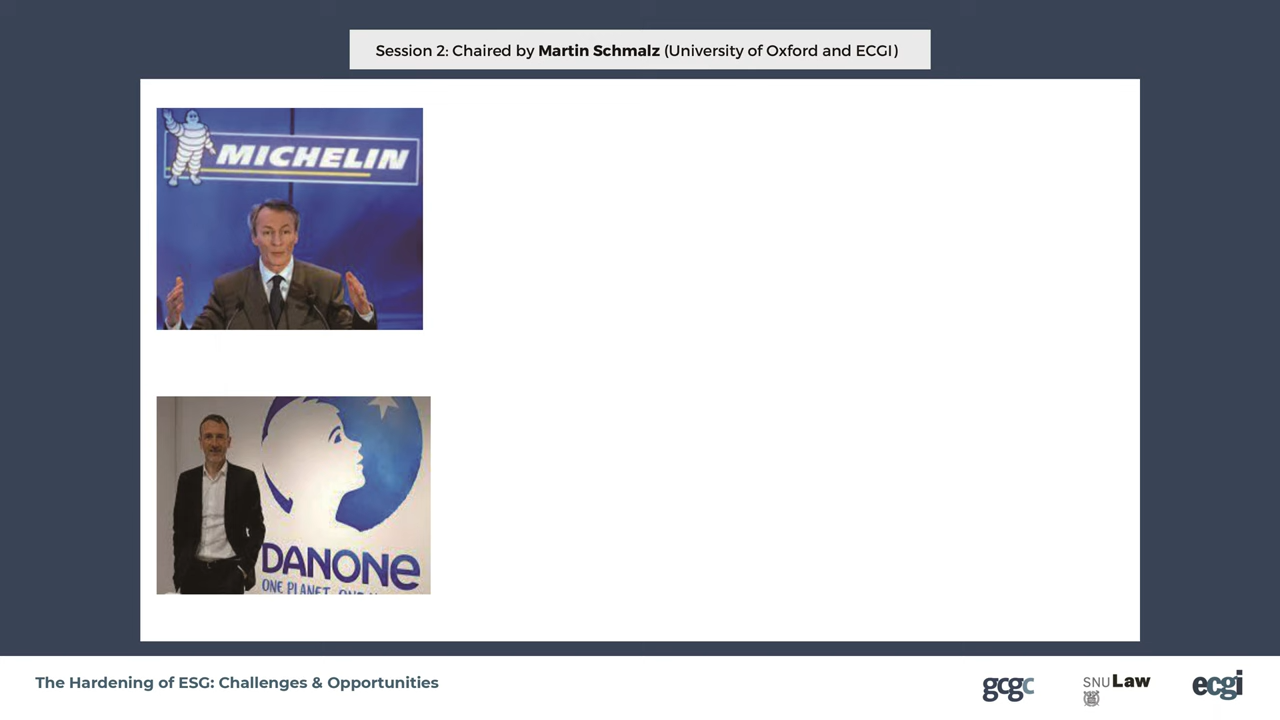 Session 2: Chaired by Martin Schmalz (University of Oxford and ECGI)
MICHELIN
DANONE
ONE PLANET.
The Hardening of ESG: Challenges & Opportunities
gcgc
SNU Law
ecgi